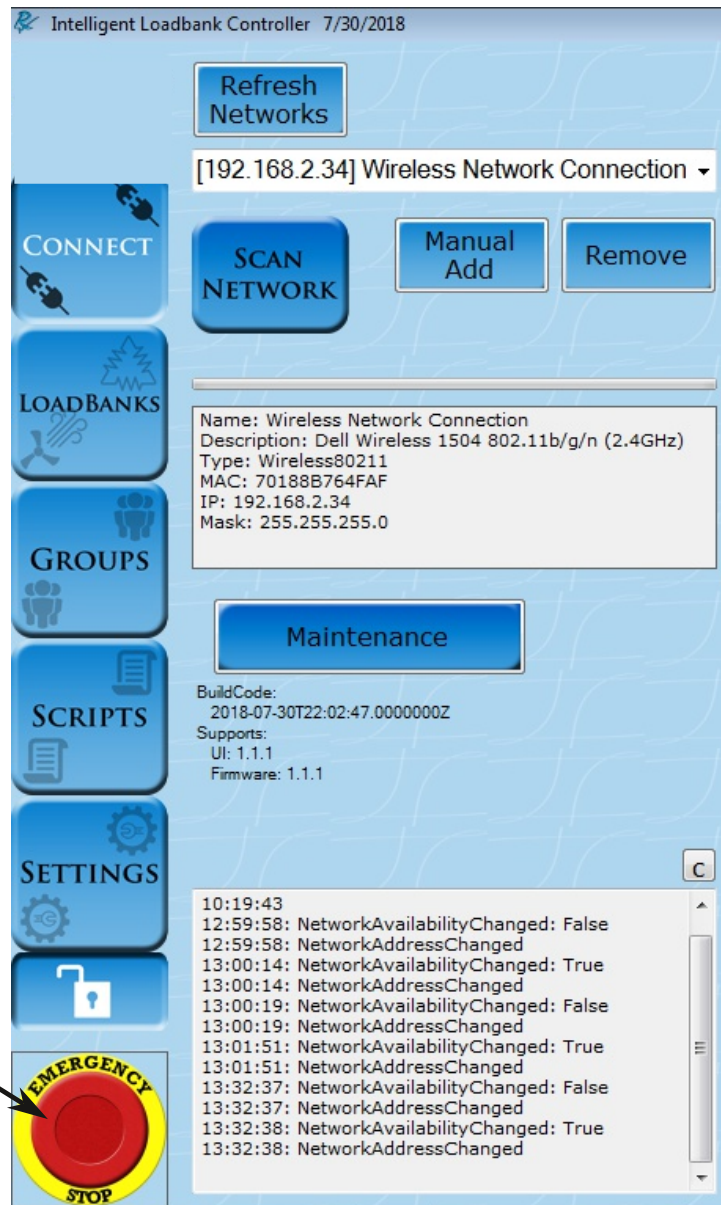 Intelligent Loadbank Controller 7/30/2018
Refresh
Networks
[192.168.2.34] Wireless Network Connection
CONNECT
SCAN
NETWORK
Manual
Add
Remove
LOADBANKS
Name: Wireless Network Connection
Description: Dell Wireless 1504 802.11b/g/n (2.4GHz)
Type: Wireless80211
MAC: 70188B764FAF
IP: 192.168.2.34
Mask: 255.255.255.0
GROUPS
Maintenance
SCRIPTS
BuildCode:
2018-07-30T22:02:47.0000000Z
Supports:
UI: 1.1.1
Firmware: 1.1.1
SETTINGS
C
10:19:43
12:59:58: NetworkAvailabilityChanged: False
12:59:58: NetworkAddressChanged
13:00:14: NetworkAvailabilityChanged: True
13:00:14: NetworkAddressChanged
13:00:19: NetworkAvailabilityChanged: False
13:00:19: NetworkAddressChanged
13:01:51: NetworkAvailabilityChanged: True
13:01:51: NetworkAddressChanged
13:32:37: NetworkAvailabilityChanged: False
13:32:37: NetworkAddressChanged
13:32:38: NetworkAvailabilityChanged: True
13:32:38: NetworkAddressChanged
EMERGENCY
STOP